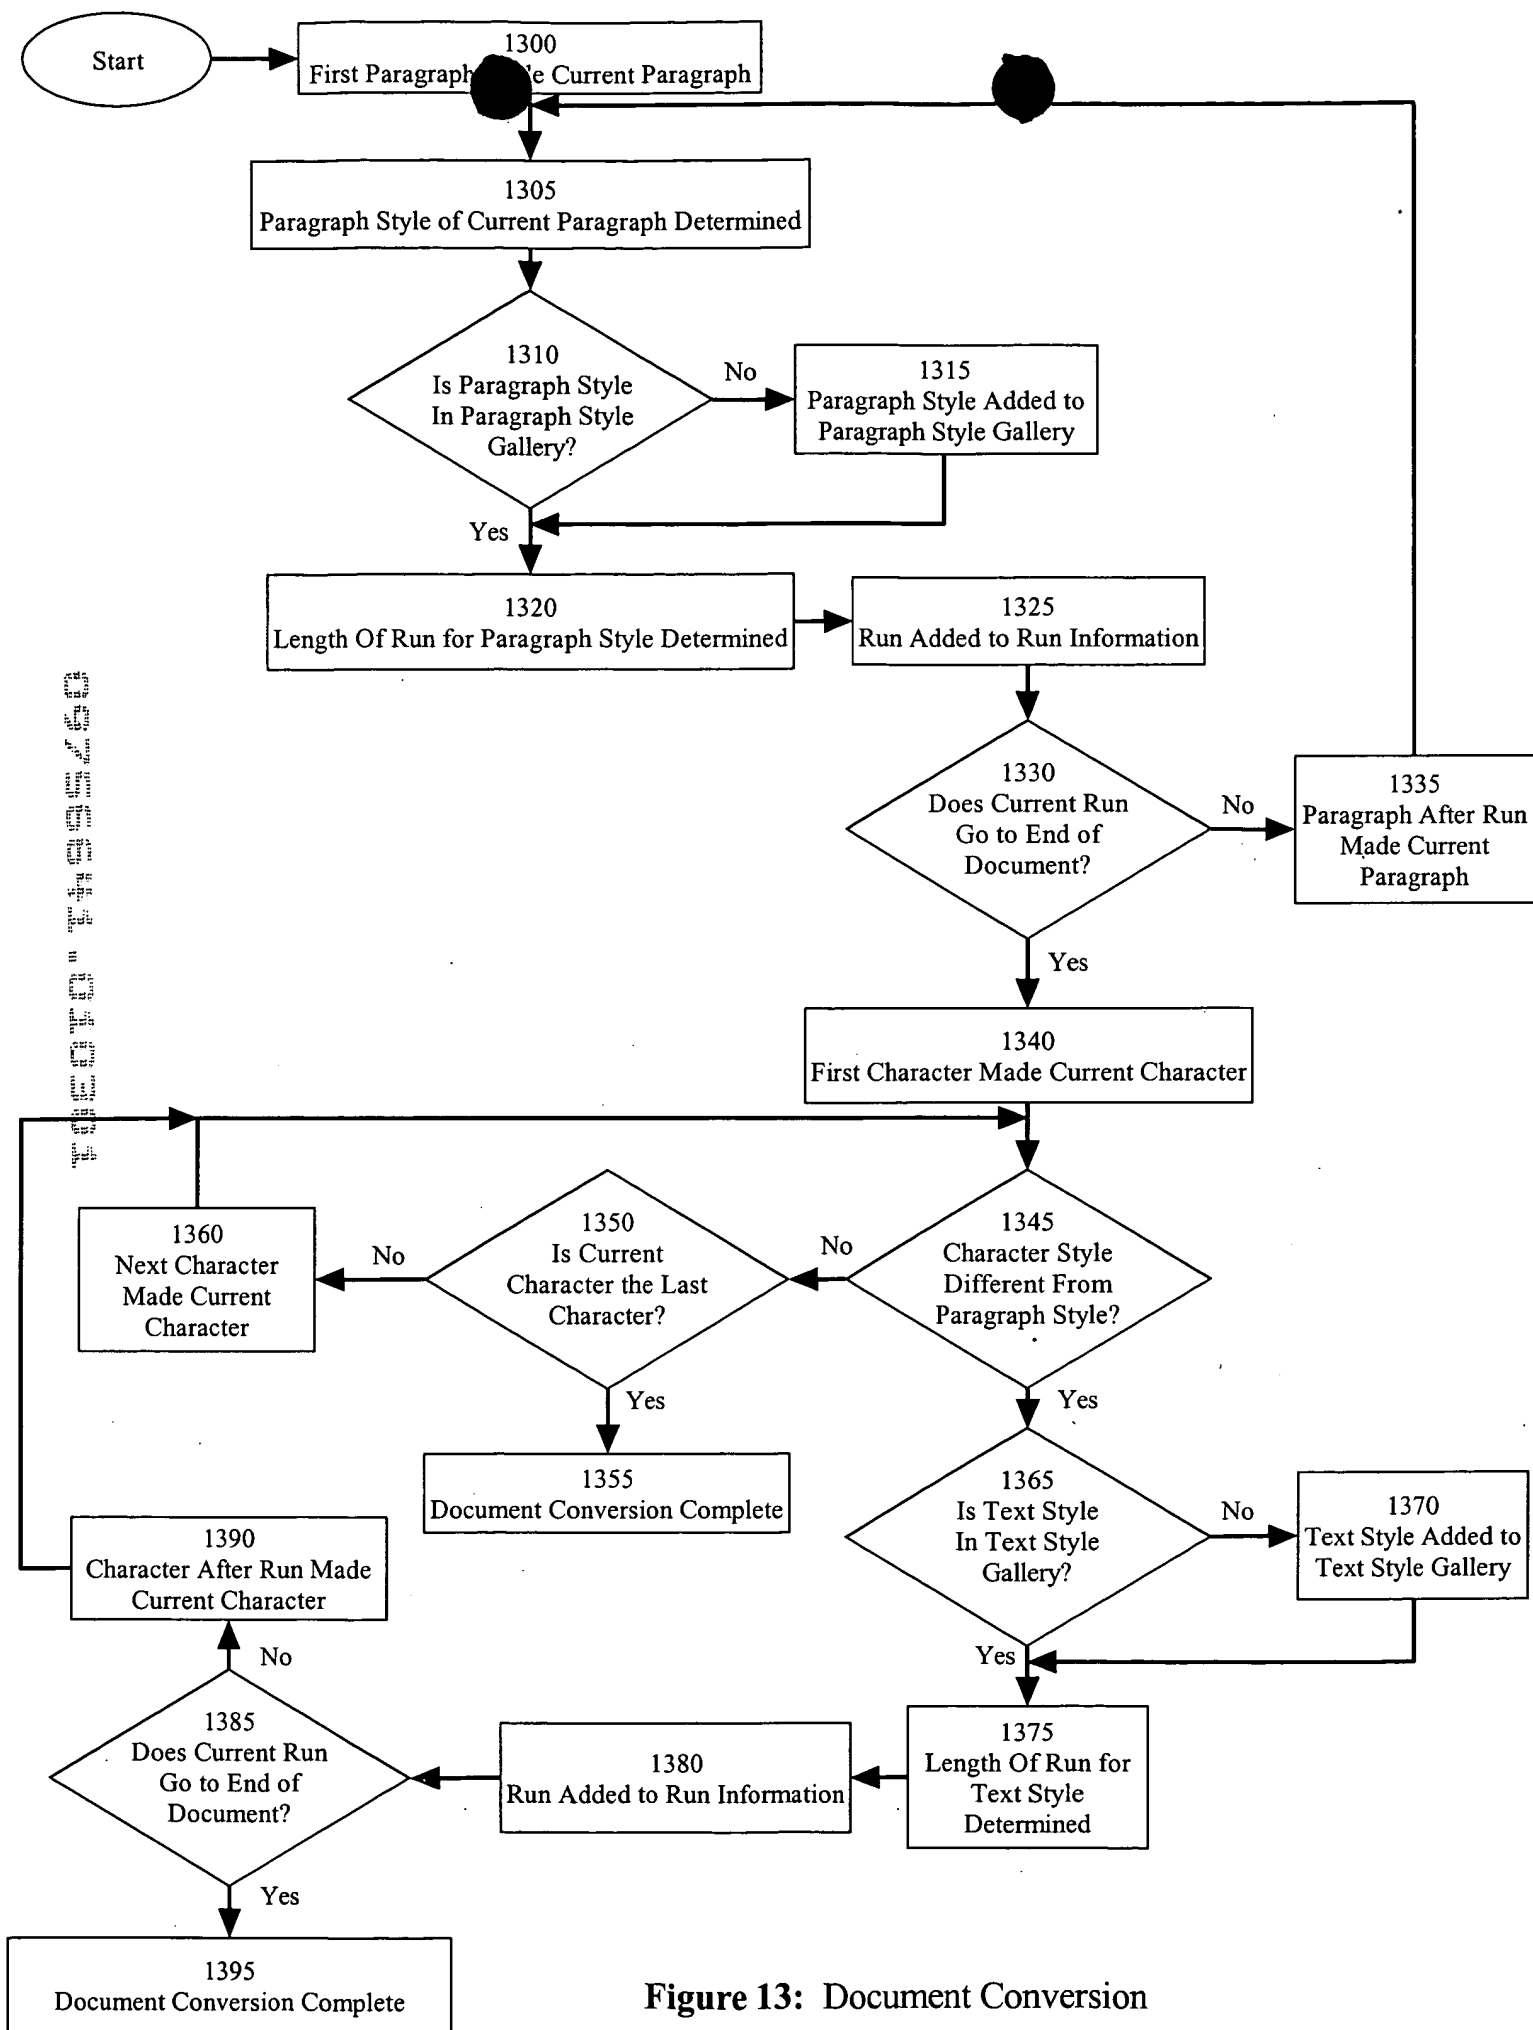 Start
1300
First Paragraph Current Paragraph
1305
Paragraph Style of Current Paragraph Determined
1310
Is Paragraph Style
In Paragraph Style
Gallery?
No
1315
Paragraph Style Added to
Paragraph Style Gallery
Yes
1320
Length Of Run for Paragraph Style Determined
1325
Run Added to Run Information
1330
Does Current Run
Go to End of
Document?
No
1335
Paragraph After Run
Made Current
Paragraph
Yes
1340
First Character Made Current Character
1345
Character Style
Different From
Paragraph Style?
No
1350
Is Current
Character the Last
Character?
No
1360
Next Character
Made Current
Character
Yes
1355
Document Conversion Complete
Yes
1365
Is Text Style
In Text Style
Gallery?
No
1370
Text Style Added to
Text Style Gallery
Yes
1375
Length Of Run for
Text Style
Determined
1380
Run Added to Run Information
1385
Does Current Run
Go to End of
Document?
No
1390
Character After Run Made
Current Character
Yes
1395
Document Conversion Complete
Figure 13: Document Conversion
09756641.010301